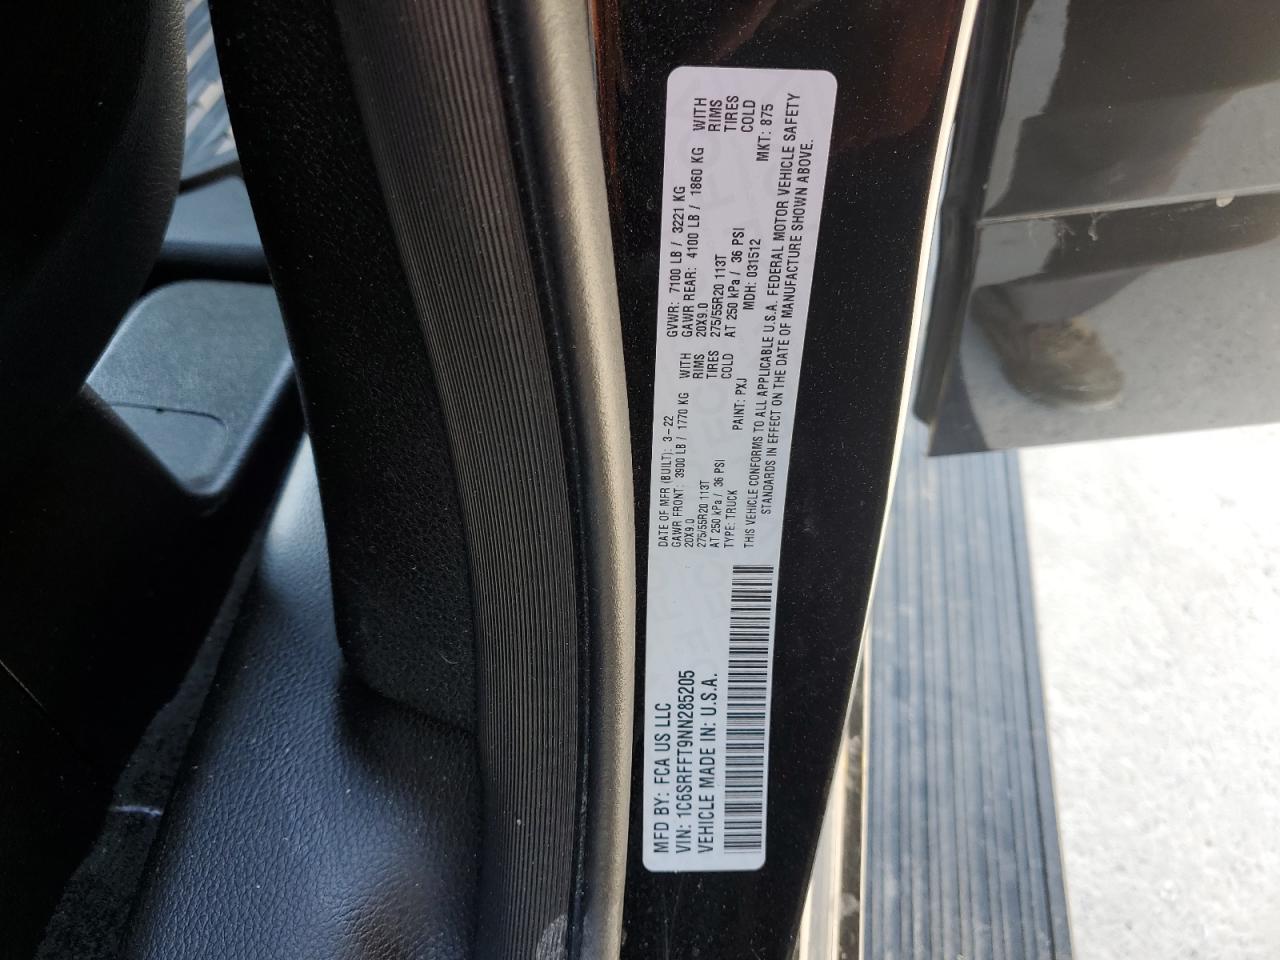 MFD BY: FCA US LLC
VIN: 1C6SRFFT9NN285205
VEHICLE MADE IN: U.S.A.
DATE OF MFR (BUILT): 3-22 GVWR: 7100 LB / 3221 KG
GAWR FRONT: 3900 LB / 1770 KG WITH GAWR REAR: 4100 LB / 1860 KG WITH
20X9.0 RIMS 20X9.0 RIMS
275/55R20 113T TIRES 275/55R20 113T TIRES
AT 250 kPa / 36 PSI COLD AT 250 kPa / 36 PSI COLD
TYPE: TRUCK PAINT: PXJ MDH: 031512 MKT: 875
THIS VEHICLE CONFORMS TO ALL APPLICABLE U.S.A. FEDERAL MOTOR VEHICLE SAFETY
STANDARDS IN EFFECT ON THE DATE OF MANUFACTURE SHOWN ABOVE.